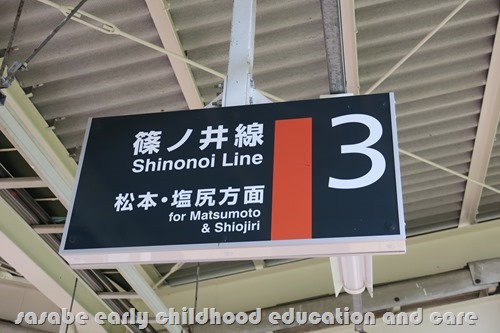 篠ノ井線
Shinonoi Line
松本・塩尻方面
for Matsumoto
& Shiojiri
3
sasabe early childhood education and care